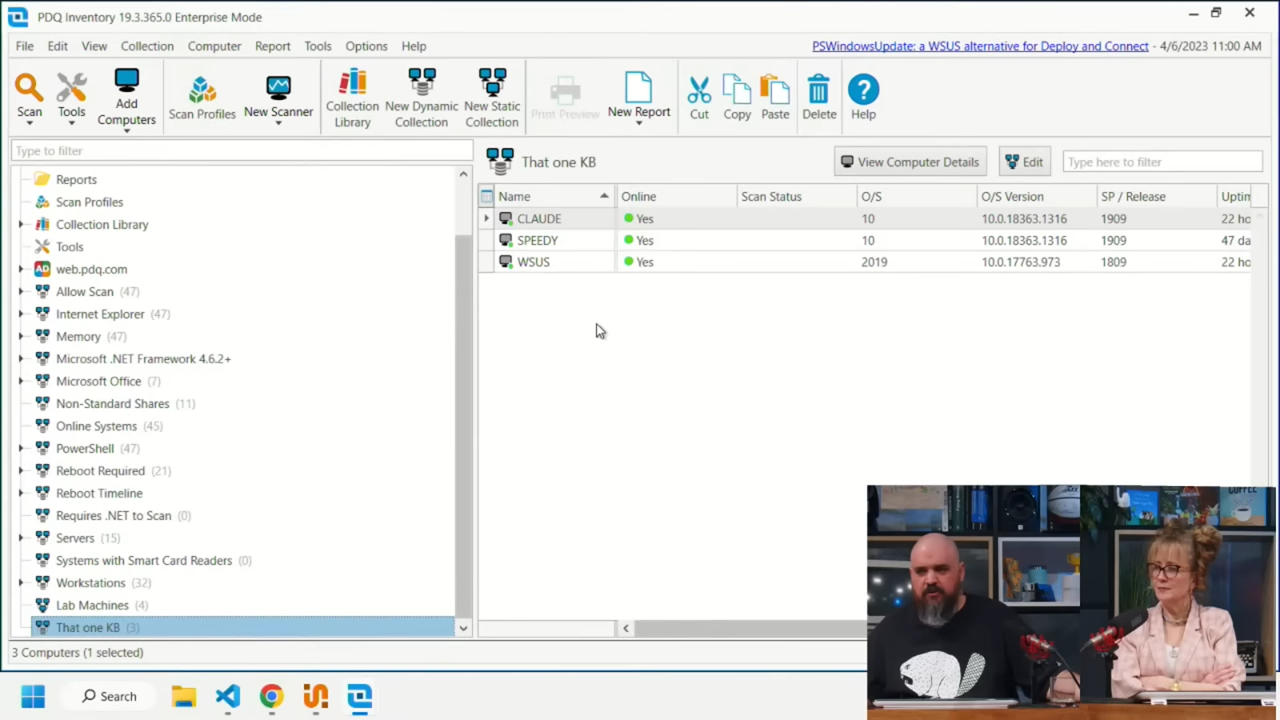 PDQ Inventory 19.3.365.0 Enterprise Mode
File Edit View Collection Computer Report Tools Options Help
PSWindowsUpdate: a WSUS alternative for Deploy and Connect - 4/6/2023 11:00 AM
Scan Tools Add Computers Scan Profiles New Scanner Collection Library New Dynamic Collection New Static Collection Print Preview New Report Cut Copy Paste Delete Help
Type to filter
That one KB View Computer Details Edit Type here to filter
Name Online Scan Status O/S O/S Version SP / Release Uptim
CLAUDE Yes 10 10.0.18363.1316 1909 22 ho
SPEEDY Yes 10 10.0.18363.1316 1909 47 da
WSUS Yes 2019 10.0.17763.973 1809 22 ho
Reports
Scan Profiles
Collection Library
Tools
AD web.pdq.com
Allow Scan (47)
Internet Explorer (47)
Memory (47)
Microsoft .NET Framework 4.6.2+
Microsoft Office (7)
Non-Standard Shares (11)
Online Systems (45)
PowerShell (47)
Reboot Required (21)
Reboot Timeline
Requires .NET to Scan (0)
Servers (15)
Systems with Smart Card Readers (0)
Workstations (32)
Lab Machines (4)
That one KB (3)
3 Computers (1 selected)
COFFEE
Search